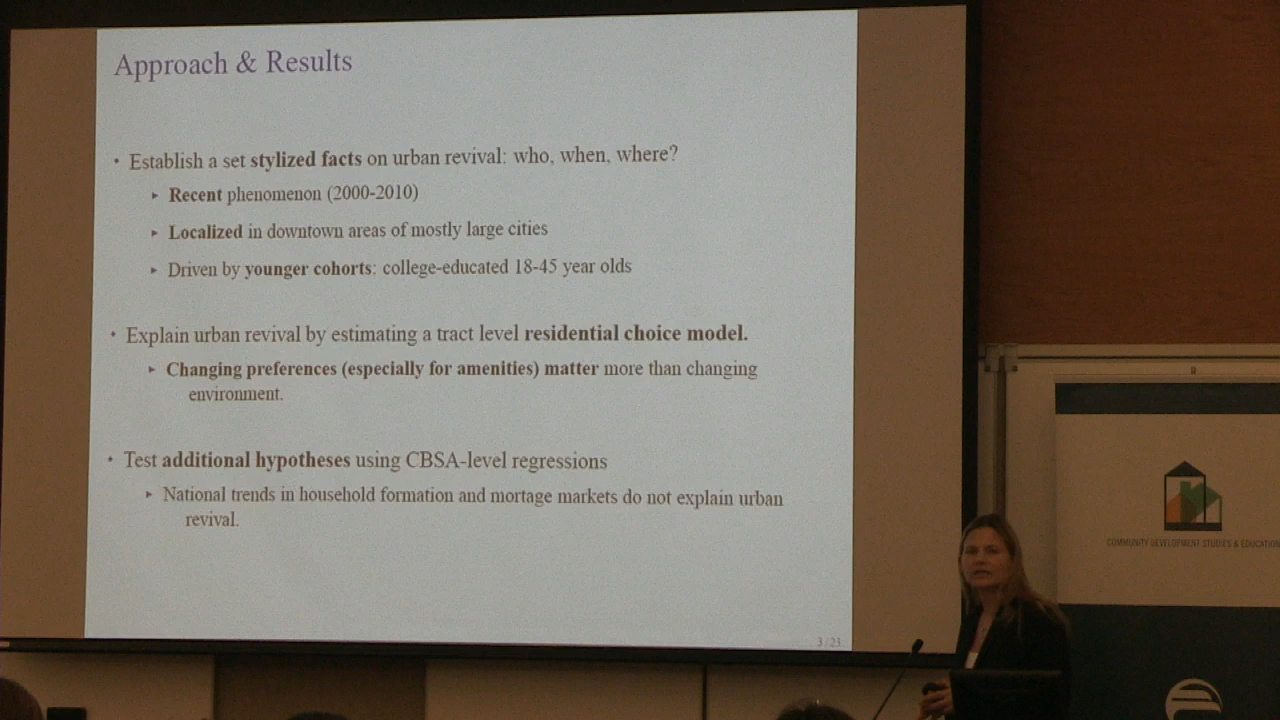 Approach & Results
• Establish a set stylized facts on urban revival: who, when, where?
▸ Recent phenomenon (2000-2010)
▸ Localized in downtown areas of mostly large cities
▸ Driven by younger cohorts: college-educated 18-45 year olds
• Explain urban revival by estimating a tract level residential choice model.
▸ Changing preferences (especially for amenities) matter more than changing
environment.
• Test additional hypotheses using CBSA-level regressions
▸ National trends in household formation and mortage markets do not explain urban
revival.
3/23
COMMUNITY DEVELOPMENT STUDIES & EDUCATION